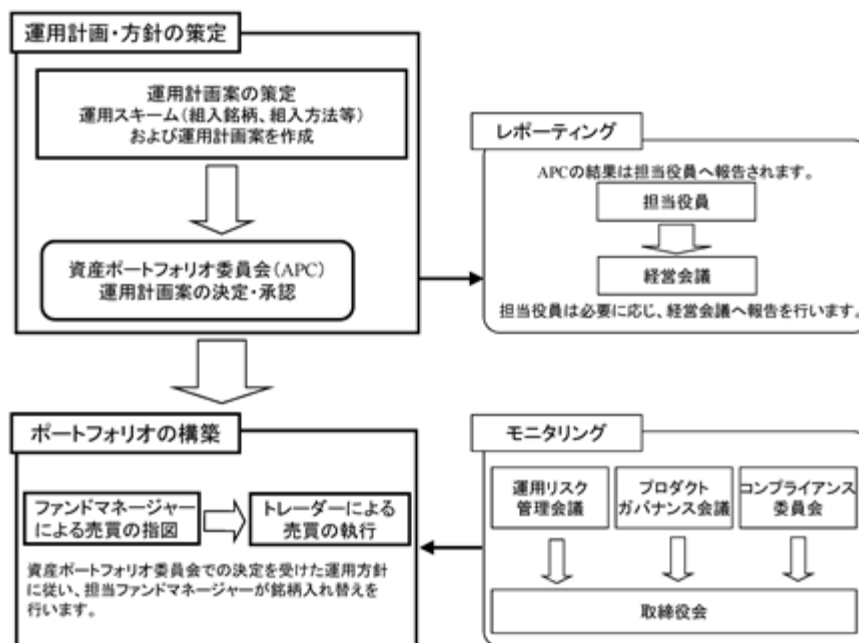 運用計画・方針の策定
運用計画案の策定
運用スキーム(組入銘柄、組入方法等)
および運用計画案を作成
資産ポートフォリオ委員会(APC)
運用計画案の決定・承認
レポーティング
APCの結果は担当役員へ報告されます。
担当役員
経営会議
担当役員は必要に応じ、経営会議へ報告を行います。
ポートフォリオの構築
ファンドマネージャー
による売買の指図
トレーダーによる
売買の執行
資産ポートフォリオ委員会での決定を受けた運用方針
に従い、担当ファンドマネージャーが銘柄入れ替えを
行います。
モニタリング
運用リスク
管理会議
プロダクト
ガバナンス会議
コンプライアンス
委員会
取締役会